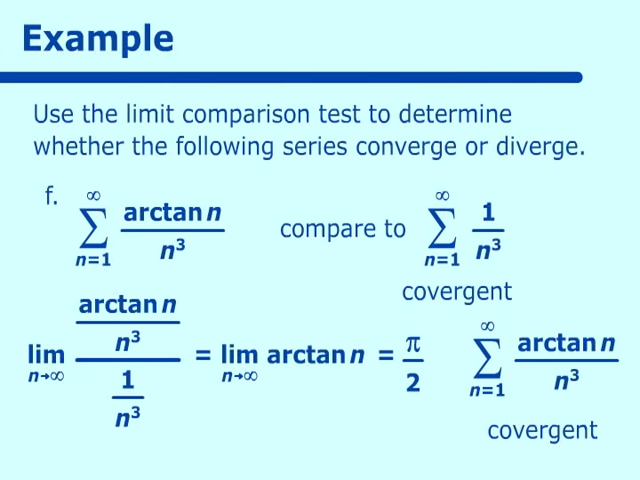 Example
Use the limit comparison test to determine
whether the following series converge or diverge.
f. ∞ ∑ n=1 arctan n / n³ compare to ∞ ∑ n=1 1 / n³
covergent
lim n→∞ (arctan n / n³) / (1 / n³) = lim n→∞ arctan n = π / 2 ∞ ∑ n=1 arctan n / n³
covergent